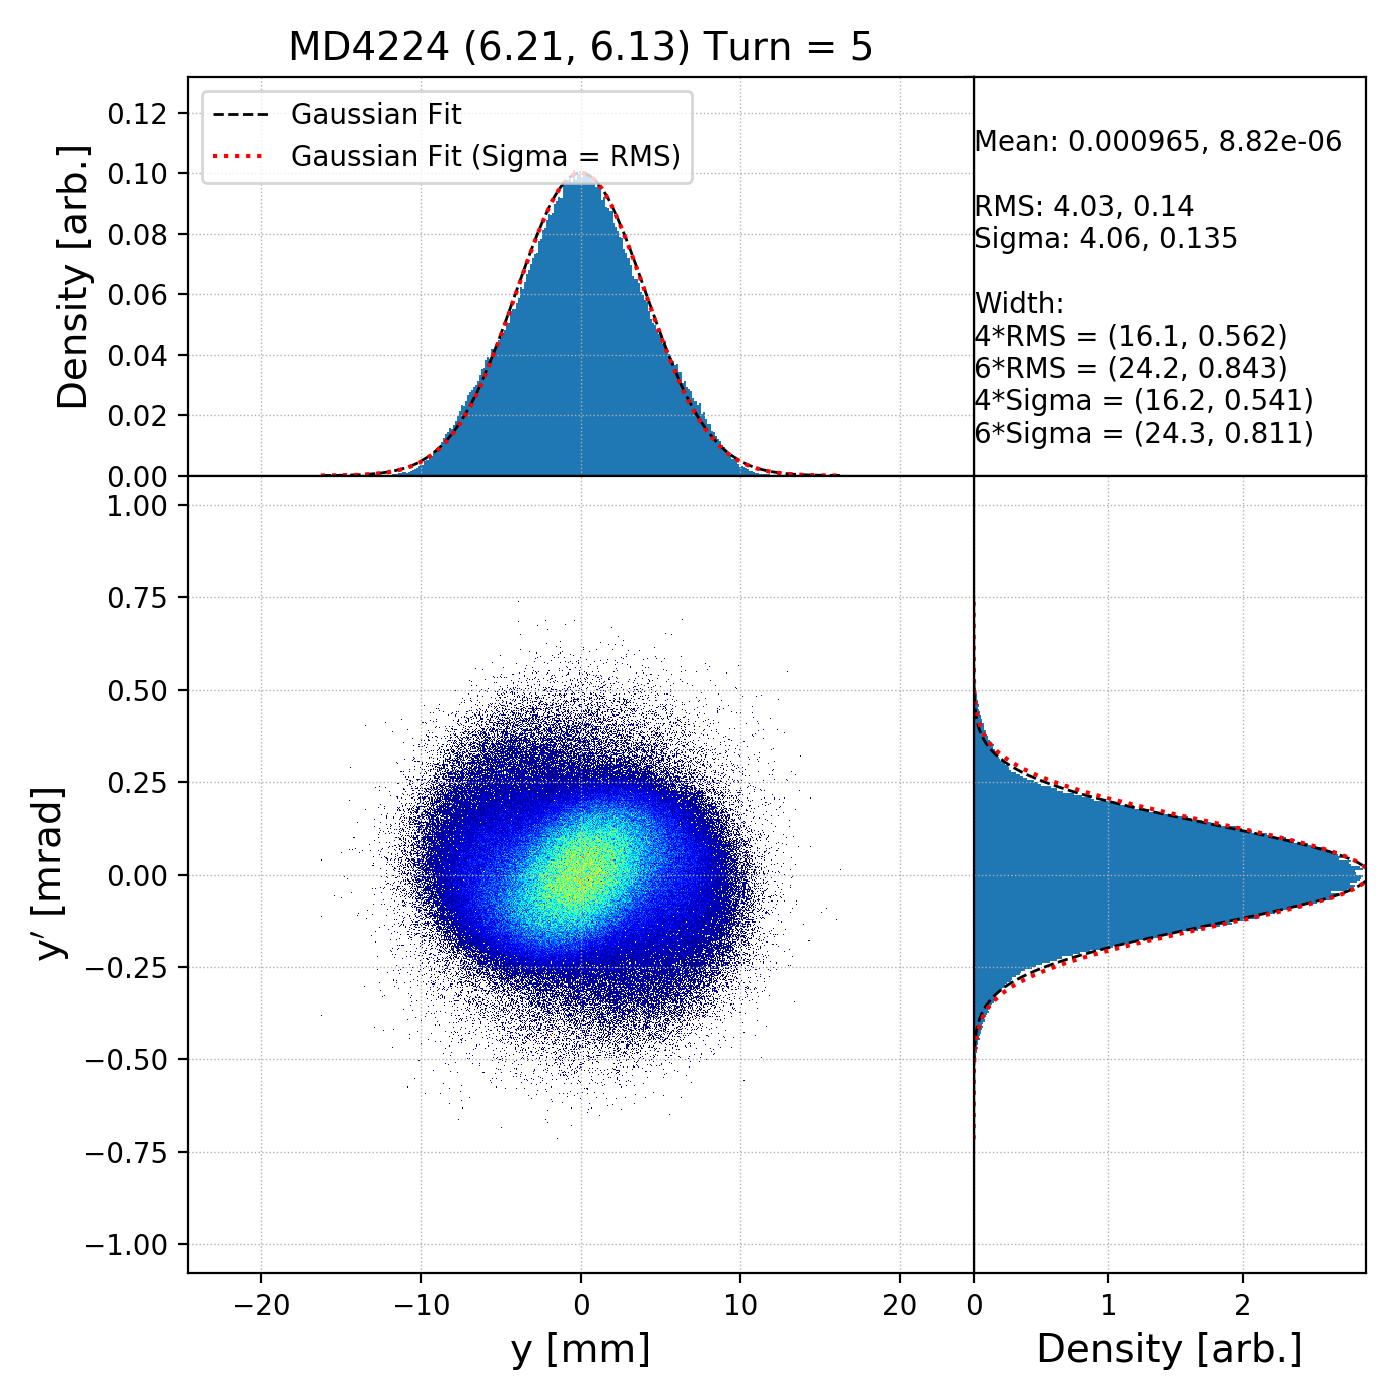 MD4224 (6.21, 6.13) Turn = 5
Gaussian Fit
Gaussian Fit (Sigma = RMS)
0.12
0.10
0.08
0.06
0.04
0.02
0.00
Density [arb.]
Mean: 0.000965, 8.82e-06
RMS: 4.03, 0.14
Sigma: 4.06, 0.135
Width:
4*RMS = (16.1, 0.562)
6*RMS = (24.2, 0.843)
4*Sigma = (16.2, 0.541)
6*Sigma = (24.3, 0.811)
1.00
0.75
0.50
0.25
0.00
−0.25
−0.50
−0.75
−1.00
y′ [mrad]
−20 −10 0 10 20
y [mm]
0 1 2
Density [arb.]